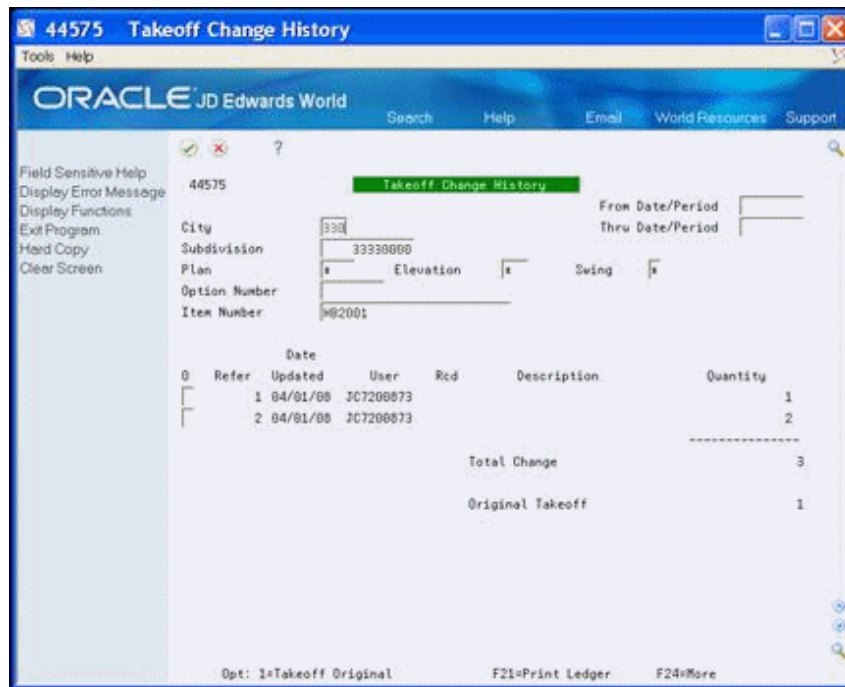 44575 Takeoff Change History
Tools Help
ORACLE JD Edwards World
Search Help Email World Resources Support
?
Field Sensitive Help
Display Error Message
Display Functions
Exit Program
Hard Copy
Clear Screen
44575 Takeoff Change History
From Date/Period
City 330 Thru Date/Period
Subdivision 33330000
Plan * Elevation * Swing *
Option Number
Item Number HB2001
Date
O Refer Updated User Rcd Description Quantity
1 04/01/08 JC7200873 1
2 04/01/08 JC7200873 2
---------------
Total Change 3
Original Takeoff 1
Opt: 1=Takeoff Original F21=Print Ledger F24=More